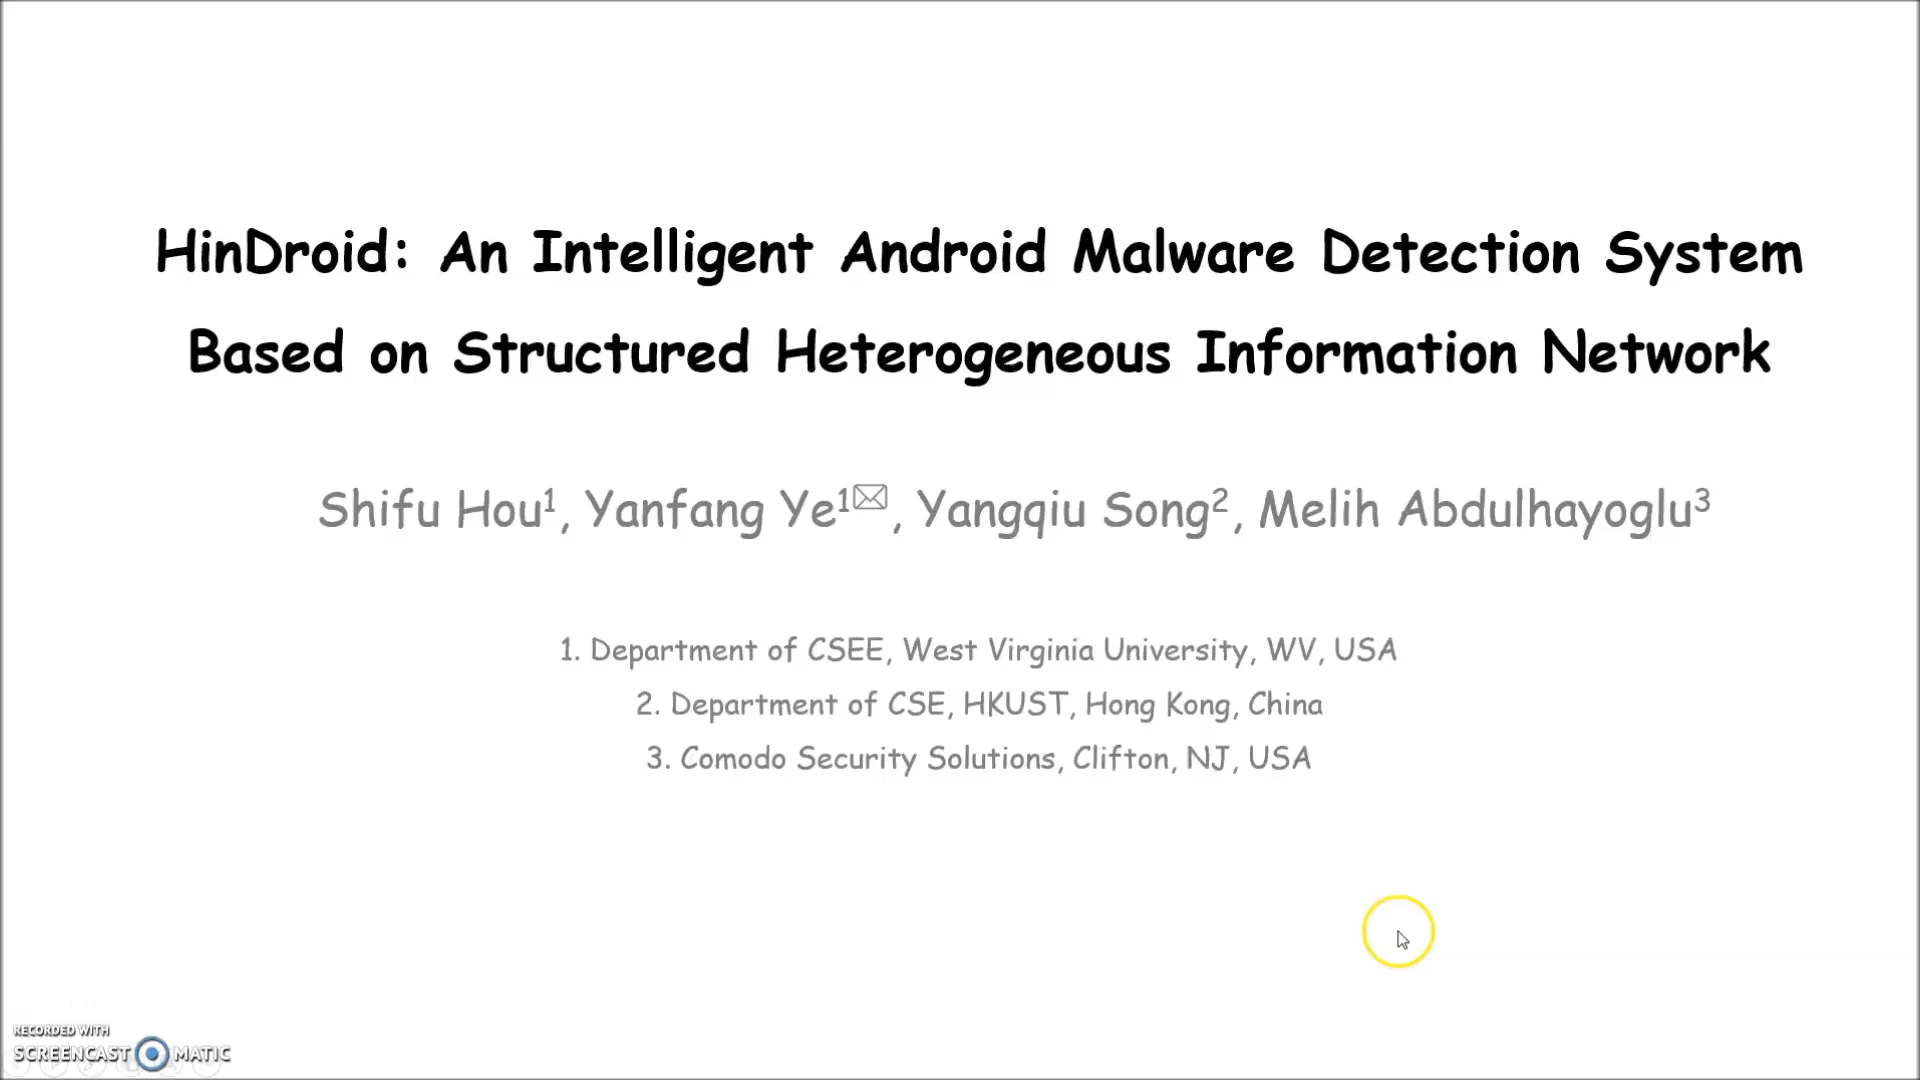 HinDroid: An Intelligent Android Malware Detection System
Based on Structured Heterogeneous Information Network
Shifu Hou1, Yanfang Ye1✉, Yangqiu Song2, Melih Abdulhayoglu3
1. Department of CSEE, West Virginia University, WV, USA
2. Department of CSE, HKUST, Hong Kong, China
3. Comodo Security Solutions, Clifton, NJ, USA
RECORDED WITH
SCREENCAST MATIC